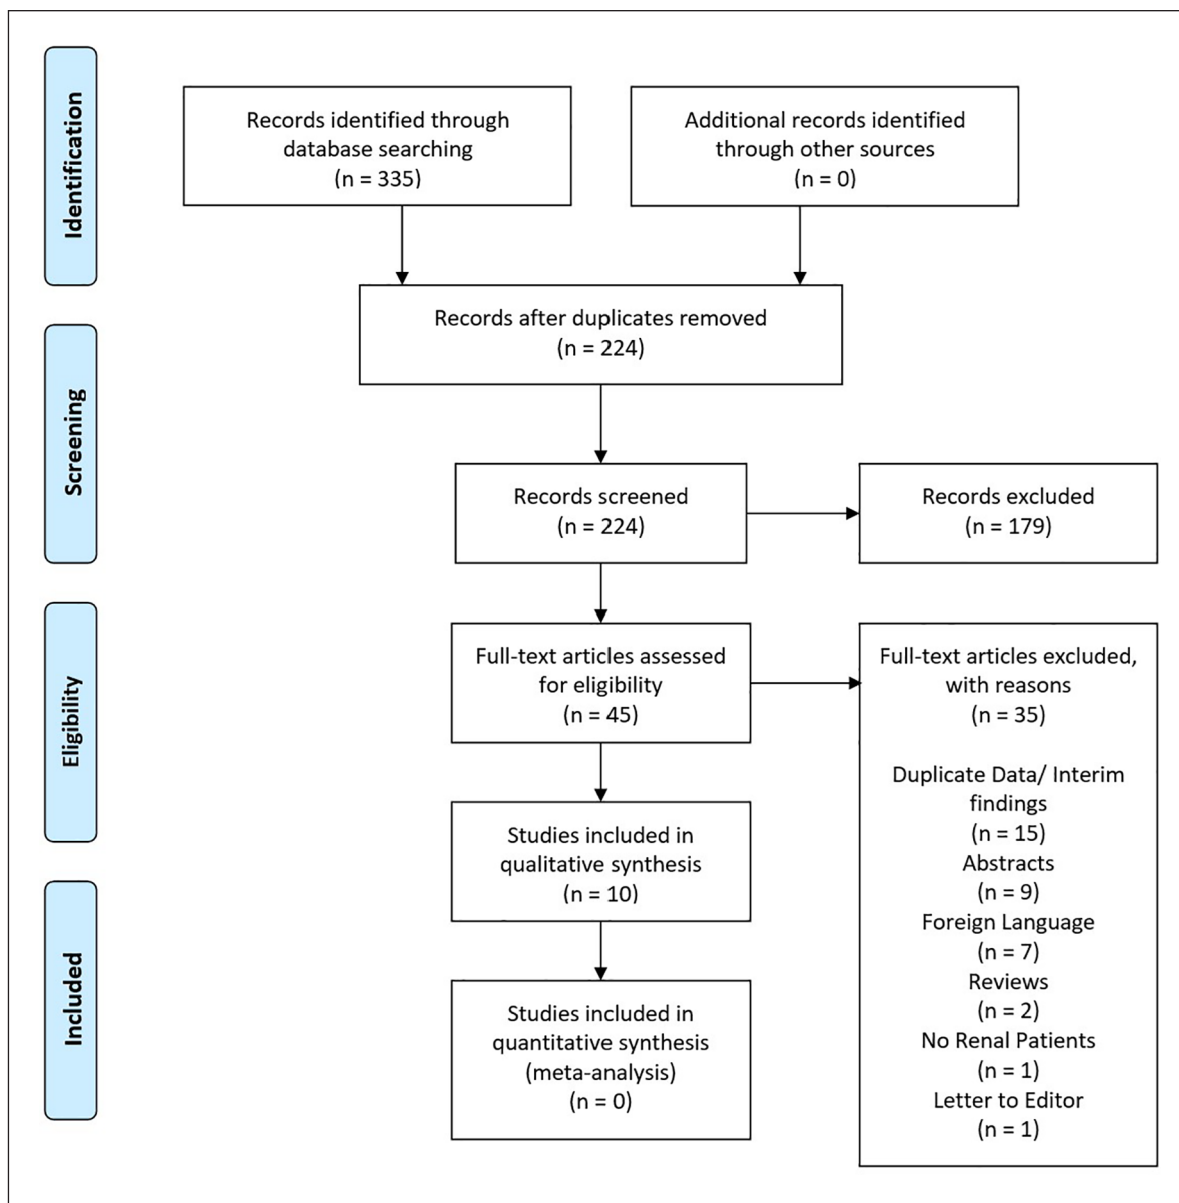 Identification
Records identified through
database searching
(n = 335)
Additional records identified
through other sources
(n = 0)
Records after duplicates removed
(n = 224)
Screening
Records screened
(n = 224)
Records excluded
(n = 179)
Eligibility
Full-text articles assessed
for eligibility
(n = 45)
Full-text articles excluded,
with reasons
(n = 35)
Duplicate Data/ Interim
findings
(n = 15)
Abstracts
(n = 9)
Foreign Language
(n = 7)
Reviews
(n = 2)
No Renal Patients
(n = 1)
Letter to Editor
(n = 1)
Studies included in
qualitative synthesis
(n = 10)
Included
Studies included in
quantitative synthesis
(meta-analysis)
(n = 0)